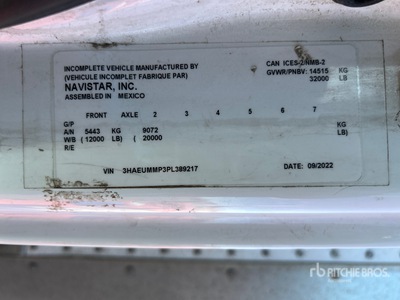 INCOMPLETE VEHICLE MANUFACTURED BY CAN ICES-2/NMB-2
(VEHICULE INCOMPLET FABRIQUE PAR) GVWR/PNBV: 14515 KG
NAVISTAR, INC. 32000 LB)
ASSEMBLED IN MEXICO
FRONT AXLE 2 3 4 5 6 7
G/P
A/N 5443 KG 9072 KG
W/B ( 12000 LB) ( 20000 LB)
R/E
VIN 3HAEUMMP3PL389217 DATE: 09/2022
rb RITCHIE BROS.